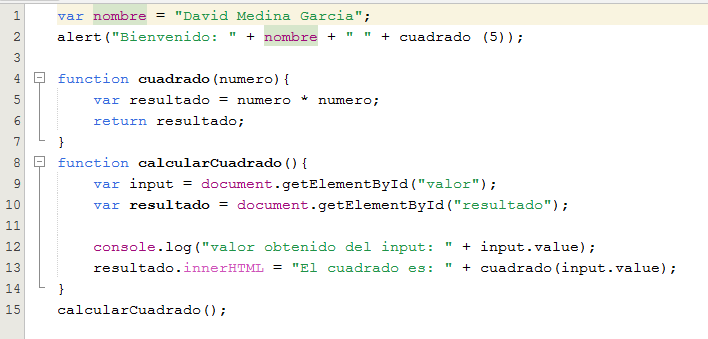 1 var nombre = "David Medina Garcia";
2 alert("Bienvenido: " + nombre + " " + cuadrado (5));
3
4 function cuadrado(numero){
5 var resultado = numero * numero;
6 return resultado;
7 }
8 function calcularCuadrado(){
9 var input = document.getElementById("valor");
10 var resultado = document.getElementById("resultado");
11
12 console.log("valor obtenido del input: " + input.value);
13 resultado.innerHTML = "El cuadrado es: " + cuadrado(input.value);
14 }
15 calcularCuadrado();